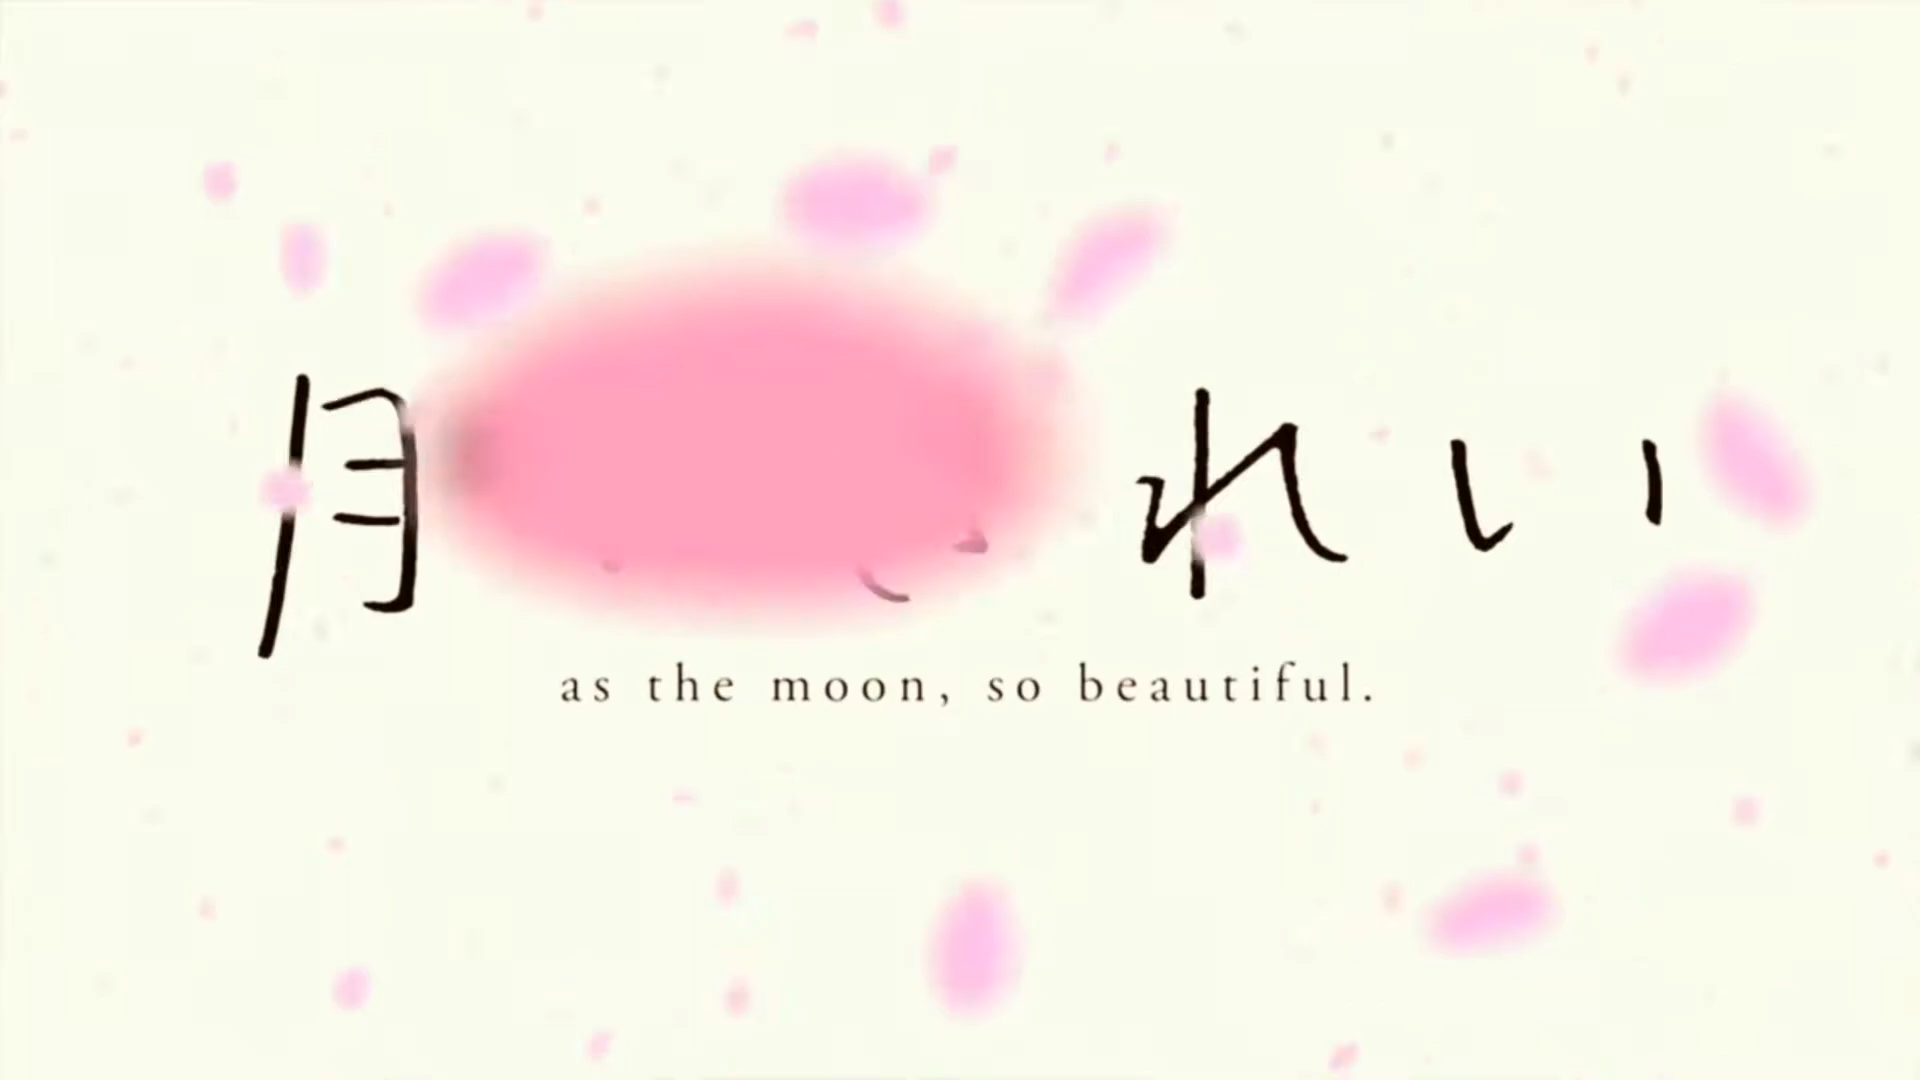 月 れい
as the moon, so beautiful.